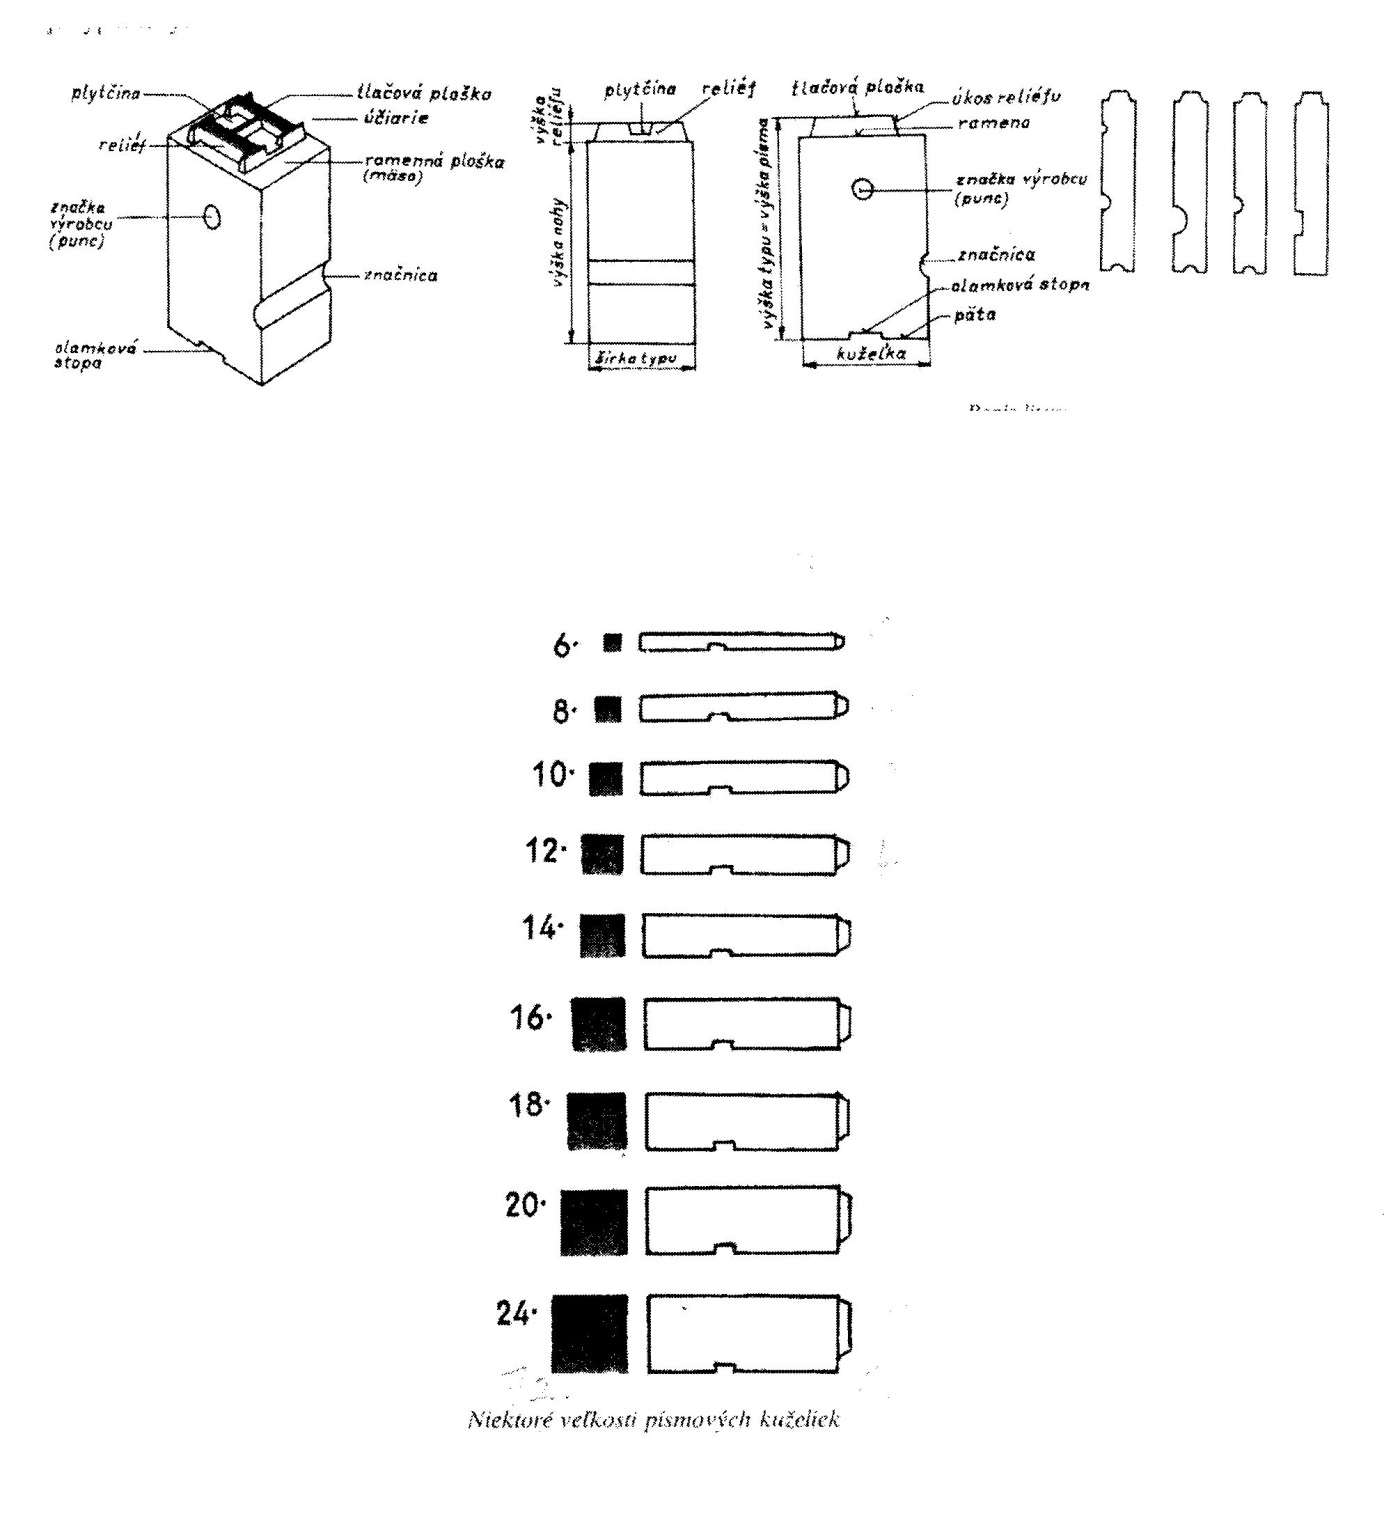 plytčina
tlačová ploška
účiarie
reliéf
ramenná ploška
(mäso)
značka
výrobcu
(punc)
značnica
olamková
stopa
výška
reliéfu
plytčina
reliéf
výška nohy
šírka typu
výška typu = výška písma
tlačová ploška
úkos reliéfu
ramena
značka výrobcu
(punc)
značnica
olamková stopa
päta
kužeľka
6·
8·
10·
12·
14·
16·
18·
20·
24·
Niektoré veľkosti písmových kuželiek